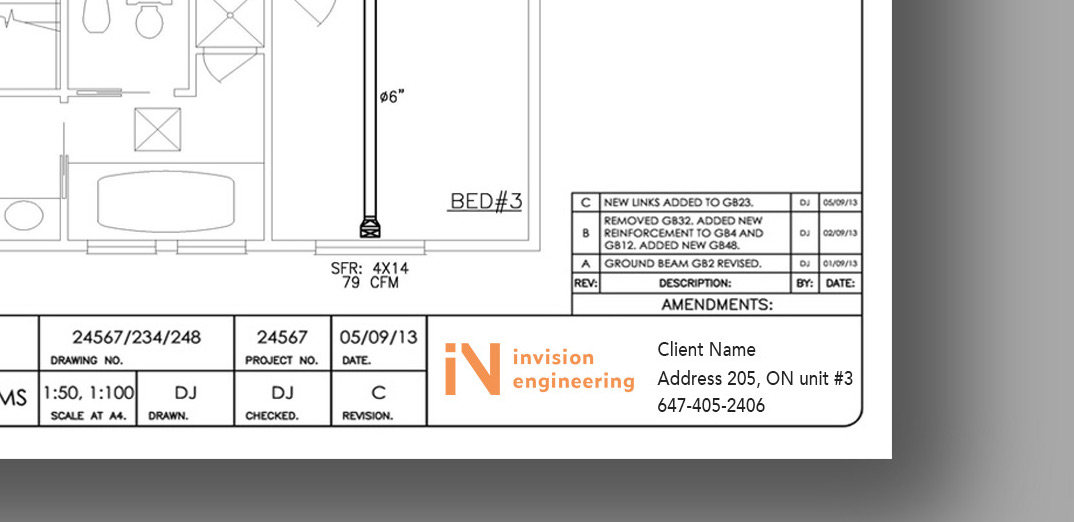 ø6"
BED#3
SFR: 4X14
79 CFM
C NEW LINKS ADDED TO GB23. DJ 05/09/13
B REMOVED GB32. ADDED NEW REINFORCEMENT TO GB4 AND GB12. ADDED NEW GB48. DJ 02/09/13
A GROUND BEAM GB2 REVISED. DJ 01/09/13
REV: DESCRIPTION: BY: DATE:
AMENDMENTS:
24567/234/248
DRAWING NO.
24567
PROJECT NO.
05/09/13
DATE.
MS
1:50, 1:100
SCALE AT A4.
DJ
DRAWN.
DJ
CHECKED.
C
REVISION.
iN
invision
engineering
Client Name
Address 205, ON unit #3
647-405-2406